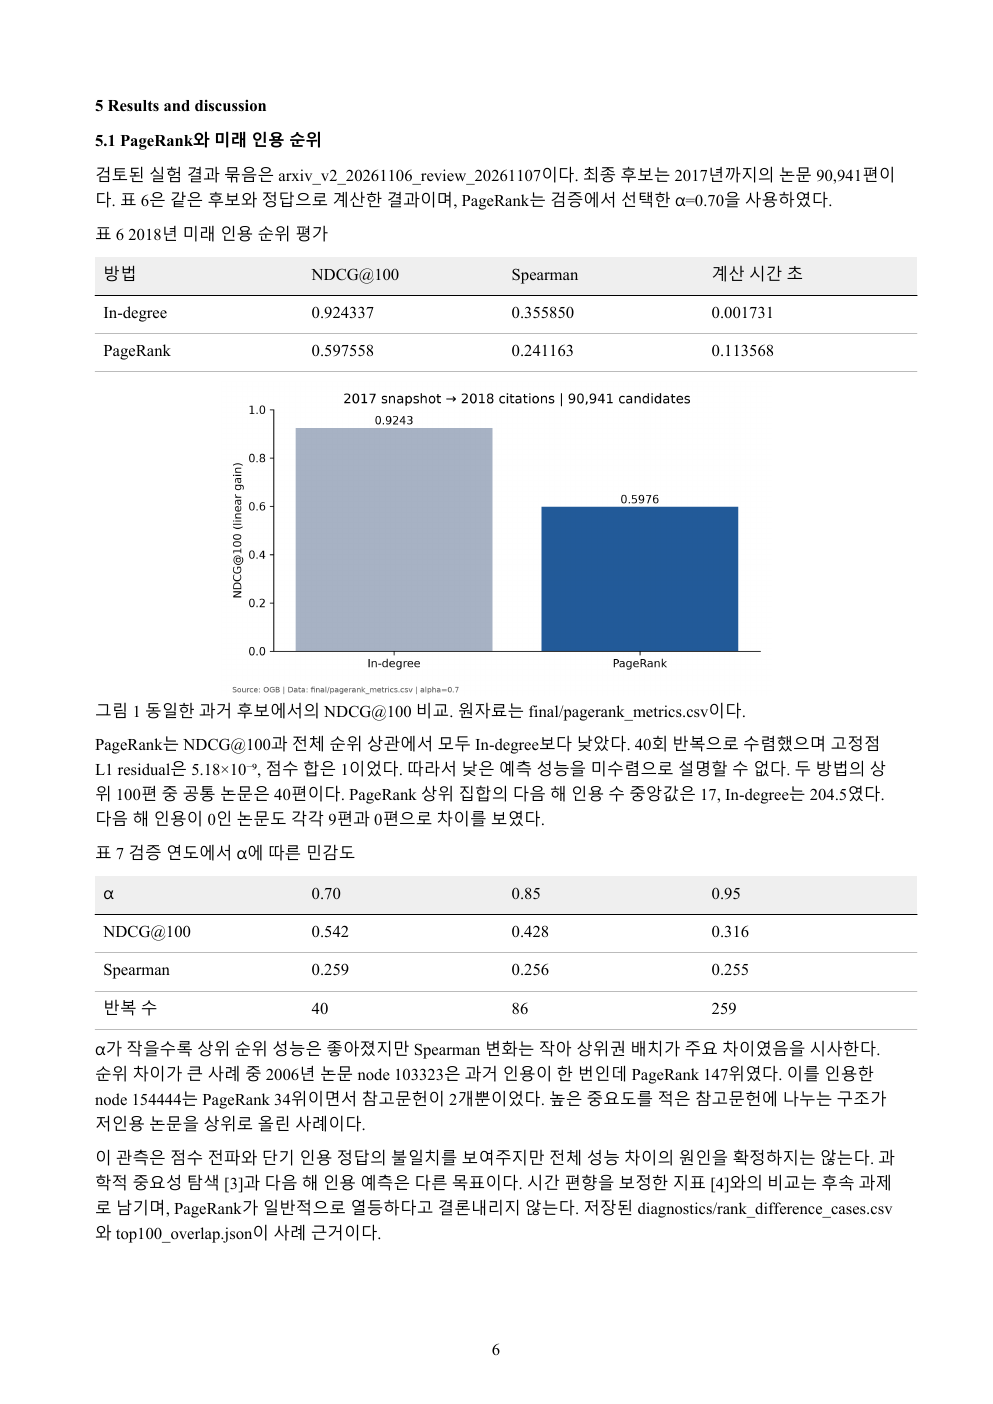 5 Results and discussion
5.1 PageRank와 미래 인용 순위
검토된 실험 결과 묶음은 arxiv_v2_20261106_review_20261107이다. 최종 후보는 2017년까지의 논문 90,941편이
다. 표 6은 같은 후보와 정답으로 계산한 결과이며, PageRank는 검증에서 선택한 α=0.70을 사용하였다.
표 6 2018년 미래 인용 순위 평가
방법 NDCG@100 Spearman 계산 시간 초
In-degree 0.924337 0.355850 0.001731
PageRank 0.597558 0.241163 0.113568
2017 snapshot → 2018 citations | 90,941 candidates
NDCG@100 (linear gain)
1.0
0.8
0.6
0.4
0.2
0.0
0.9243
0.5976
In-degree PageRank
Source: OGB | Data: final/pagerank_metrics.csv | alpha=0.7
그림 1 동일한 과거 후보에서의 NDCG@100 비교. 원자료는 final/pagerank_metrics.csv이다.
PageRank는 NDCG@100과 전체 순위 상관에서 모두 In-degree보다 낮았다. 40회 반복으로 수렴했으며 고정점
L1 residual은 5.18×10⁻⁹, 점수 합은 1이었다. 따라서 낮은 예측 성능을 미수렴으로 설명할 수 없다. 두 방법의 상
위 100편 중 공통 논문은 40편이다. PageRank 상위 집합의 다음 해 인용 수 중앙값은 17, In-degree는 204.5였다.
다음 해 인용이 0인 논문도 각각 9편과 0편으로 차이를 보였다.
표 7 검증 연도에서 α에 따른 민감도
α 0.70 0.85 0.95
NDCG@100 0.542 0.428 0.316
Spearman 0.259 0.256 0.255
반복 수 40 86 259
α가 작을수록 상위 순위 성능은 좋아졌지만 Spearman 변화는 작아 상위권 배치가 주요 차이였음을 시사한다.
순위 차이가 큰 사례 중 2006년 논문 node 103323은 과거 인용이 한 번인데 PageRank 147위였다. 이를 인용한
node 154444는 PageRank 34위이면서 참고문헌이 2개뿐이었다. 높은 중요도를 적은 참고문헌에 나누는 구조가
저인용 논문을 상위로 올린 사례이다.
이 관측은 점수 전파와 단기 인용 정답의 불일치를 보여주지만 전체 성능 차이의 원인을 확정하지는 않는다. 과
학적 중요성 탐색 [3]과 다음 해 인용 예측은 다른 목표이다. 시간 편향을 보정한 지표 [4]와의 비교는 후속 과제
로 남기며, PageRank가 일반적으로 열등하다고 결론내리지 않는다. 저장된 diagnostics/rank_difference_cases.csv
와 top100_overlap.json이 사례 근거이다.
6